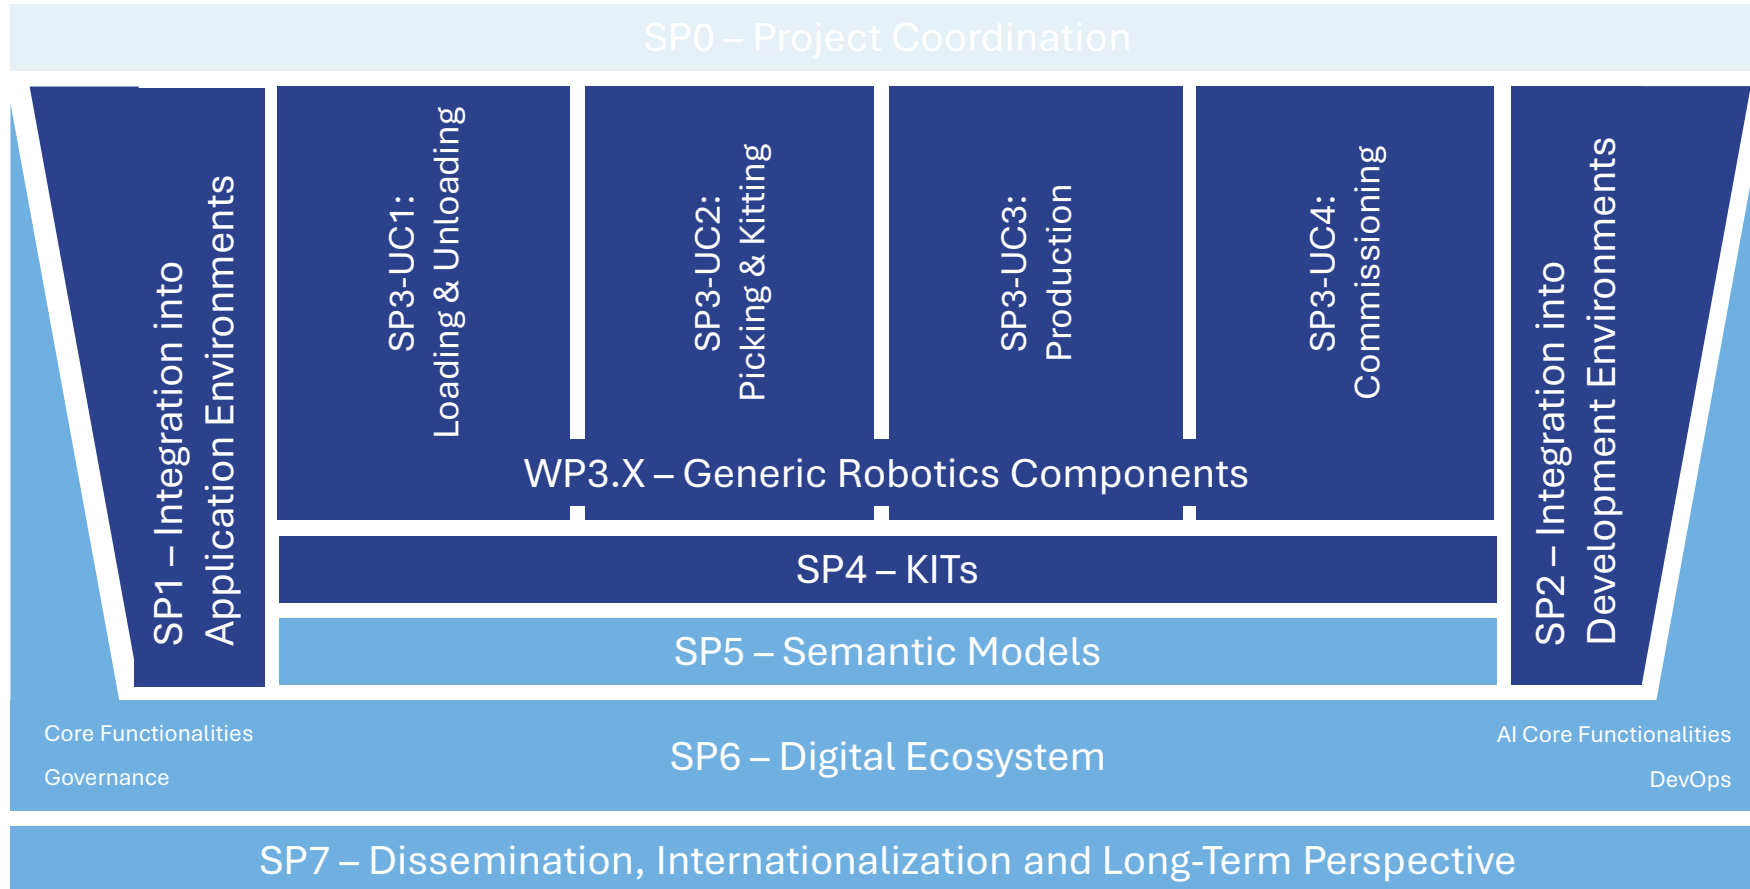 SP0 – Project Coordination
SP1 – Integration into
Application Environments
SP3-UC1:
Loading & Unloading
SP3-UC2:
Picking & Kitting
SP3-UC3:
Production
SP3-UC4:
Commissioning
SP2 – Integration into
Development Environments
WP3.X – Generic Robotics Components
SP4 – KITs
SP5 – Semantic Models
Core Functionalities
Governance
SP6 – Digital Ecosystem
AI Core Functionalities
DevOps
SP7 – Dissemination, Internationalization and Long-Term Perspective